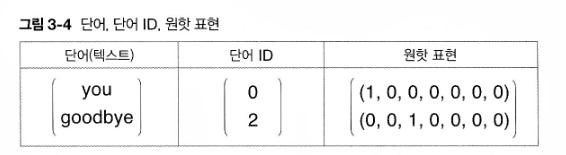 그림 3-4 단어, 단어 ID, 원핫 표현
단어(텍스트) 단어 ID 원핫 표현
you 0 (1, 0, 0, 0, 0, 0, 0)
goodbye 2 (0, 0, 1, 0, 0, 0, 0)